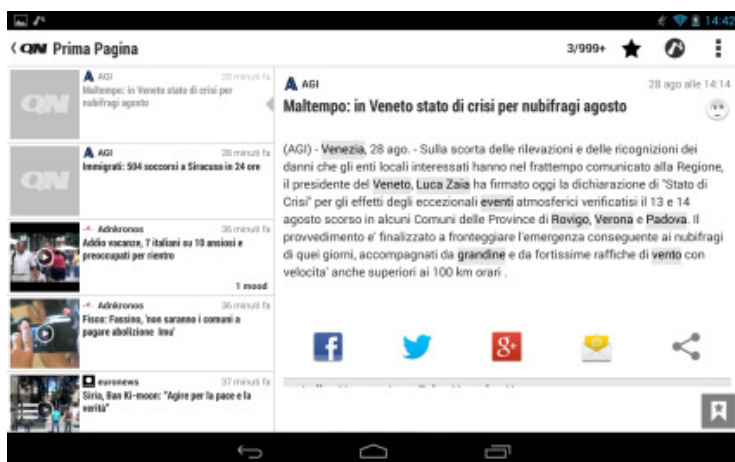 14:42
QN Prima Pagina
3/999+
AGI
28 minuti fa
Maltempo: in Veneto stato di crisi per
nubifragi agosto
QN
AGI
28 minuti fa
Immigrati: 504 soccorsi a Siracusa in 24 ore
QN
Adnkronos
36 minuti fa
Addio vacanze, 7 italiani su 10 ansiosi e
preoccupati per rientro
1 mood
Adnkronos
36 minuti fa
Fisco: Fassino, 'non saranno i comuni a
pagare abolizione Imu'
euronews
37 minuti fa
Siria, Ban Ki-moon: "Agire per la pace e la
verità"
AGI
28 ago alle 14:14
Maltempo: in Veneto stato di crisi per nubifragi agosto
(AGI) - Venezia, 28 ago. - Sulla scorta delle rilevazioni e delle ricognizioni dei
danni che gli enti locali interessati hanno nel frattempo comunicato alla Regione,
il presidente del Veneto, Luca Zaia ha firmato oggi la dichiarazione di "Stato di
Crisi" per gli effetti degli eccezionali eventi atmosferici verificatisi il 13 e 14
agosto scorso in alcuni Comuni delle Province di Rovigo, Verona e Padova. Il
provvedimento e' finalizzato a fronteggiare l'emergenza conseguente ai nubifragi
di quei giorni, accompagnati da grandine e da fortissime raffiche di vento con
velocita' anche superiori ai 100 km orari .